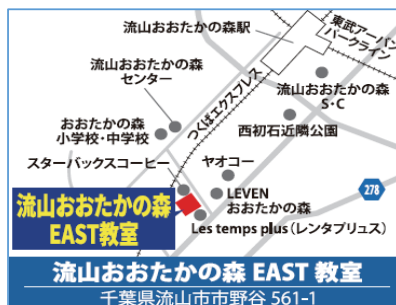 流山おおたかの森駅
東武アーバン
パークライン
流山おおたかの森
センター
つくばエクスプレス
流山おおたかの森
S・C
おおたかの森
小学校・中学校
西初石近隣公園
スターバックスコーヒー
ヤオコー
278
流山おおたかの森
EAST教室
LEVEN
おおたかの森
Les temps plus（レンタプリュス）
流山おおたかの森 EAST 教室
千葉県流山市市野谷 561-1